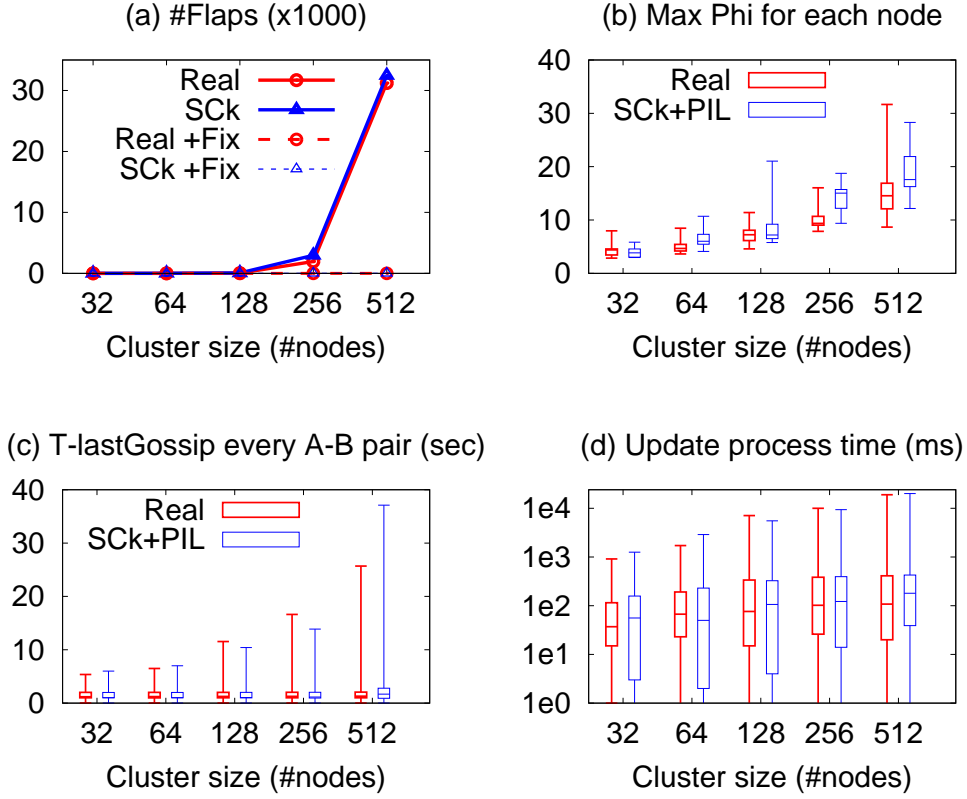 (a) #Flaps (x1000)
30
20
10
0
Real
SCk
Real +Fix
SCk +Fix
32 64 128 256 512
Cluster size (#nodes)
(b) Max Phi for each node
40
30
20
10
0
Real
SCk+PIL
32 64 128 256 512
Cluster size (#nodes)
(c) T-lastGossip every A-B pair (sec)
40
30
20
10
0
Real
SCk+PIL
32 64 128 256 512
Cluster size (#nodes)
(d) Update process time (ms)
1e4
1e3
1e2
1e1
1e0
32 64 128 256 512
Cluster size (#nodes)